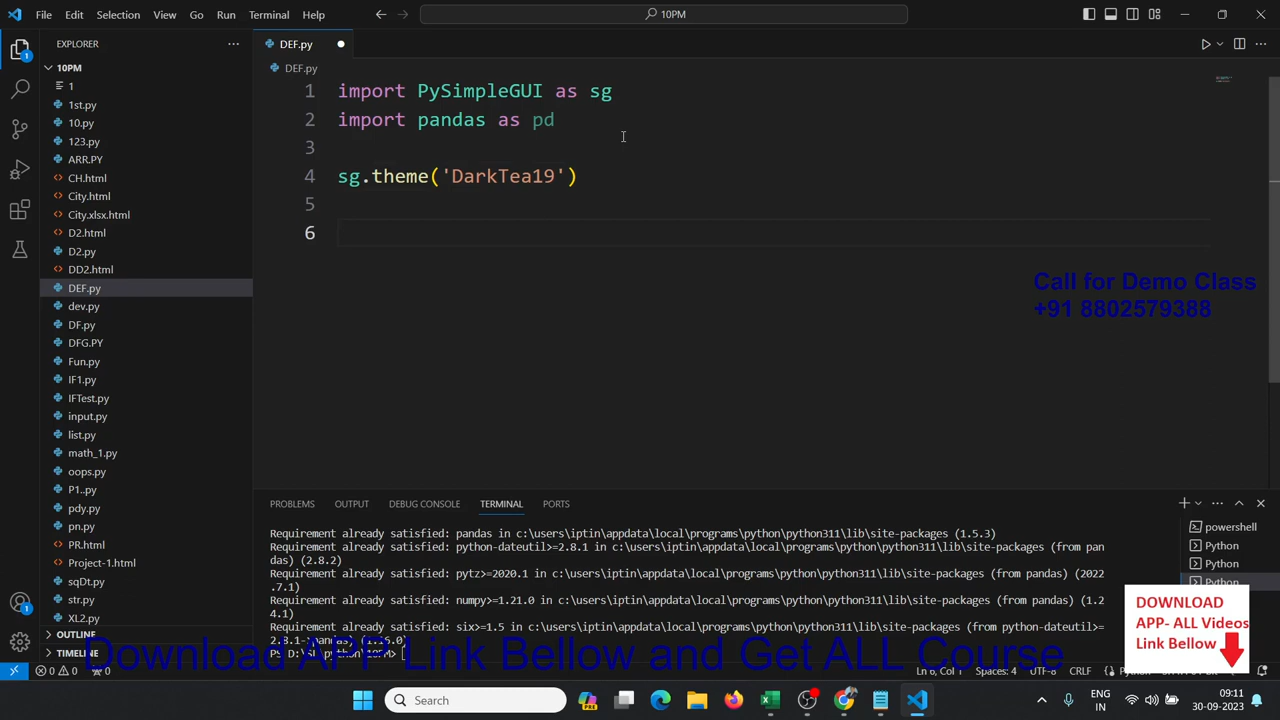 File Edit Selection View Go Run Terminal Help
10PM
EXPLORER
DEF.py
10PM
DEF.py
1
1st.py
10.py
123.py
ARR.PY
CH.html
City.html
City.xlsx.html
D2.html
D2.py
DD2.html
DEF.py
dev.py
DF.py
DFG.PY
Fun.py
IF1.py
IFTest.py
input.py
list.py
math_1.py
oops.py
P1..py
pdy.py
pn.py
PR.html
Project-1.html
sqDt.py
str.py
XL2.py
OUTLINE
TIMELINE
1 import PySimpleGUI as sg
2 import pandas as pd
3
4 sg.theme('DarkTea19')
5
6
Call for Demo Class
+91 8802579388
PROBLEMS OUTPUT DEBUG CONSOLE TERMINAL PORTS
Requirement already satisfied: pandas in c:\users\iptin\appdata\local\programs\python\python311\lib\site-packages (1.5.3)
Requirement already satisfied: python-dateutil>=2.8.1 in c:\users\iptin\appdata\local\programs\python\python311\lib\site-packages (from pan
das) (2.8.2)
Requirement already satisfied: pytz>=2020.1 in c:\users\iptin\appdata\local\programs\python\python311\lib\site-packages (from pandas) (2022
.7.1)
Requirement already satisfied: numpy>=1.21.0 in c:\users\iptin\appdata\local\programs\python\python311\lib\site-packages (from pandas) (1.2
4.1)
Requirement already satisfied: six>=1.5 in c:\users\iptin\appdata\local\programs\python\python311\lib\site-packages (from python-dateutil>=
powershell
Python
Python
Python
DOWNLOAD
APP- ALL Videos
Link Bellow
Download APP Link Bellow and Get ALL Course
0 0 0
Ln 6, Col 1 UTF-8 CRLF
Search
ENG
IN
09:11
30-09-2023